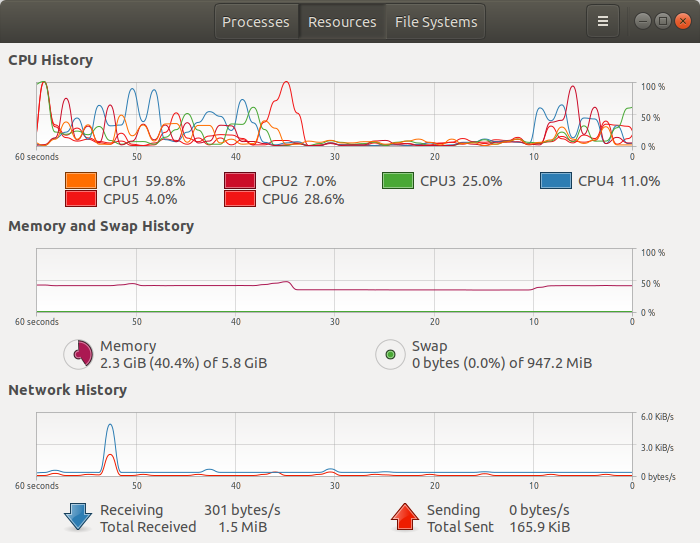 Processes Resources File Systems
CPU History
100 %
50 %
0 %
60 seconds 50 40 30 20 10 0
CPU1 55.8% CPU2 7.0% CPU3 25.0% CPU4 11.0%
CPU5 4.0% CPU6 28.6%
Memory and Swap History
100 %
50 %
0 %
60 seconds 50 40 30 20 10 0
Memory Swap
2.3 GiB (40.4%) of 5.8 GiB 0 bytes (0.0%) of 947.2 MiB
Network History
6.0 KiB/s
3.0 KiB/s
0 bytes/s
60 seconds 50 40 30 20 10 0
Receiving 301 bytes/s Sending 0 bytes/s
Total Received 1.5 MiB Total Sent 165.9 KiB